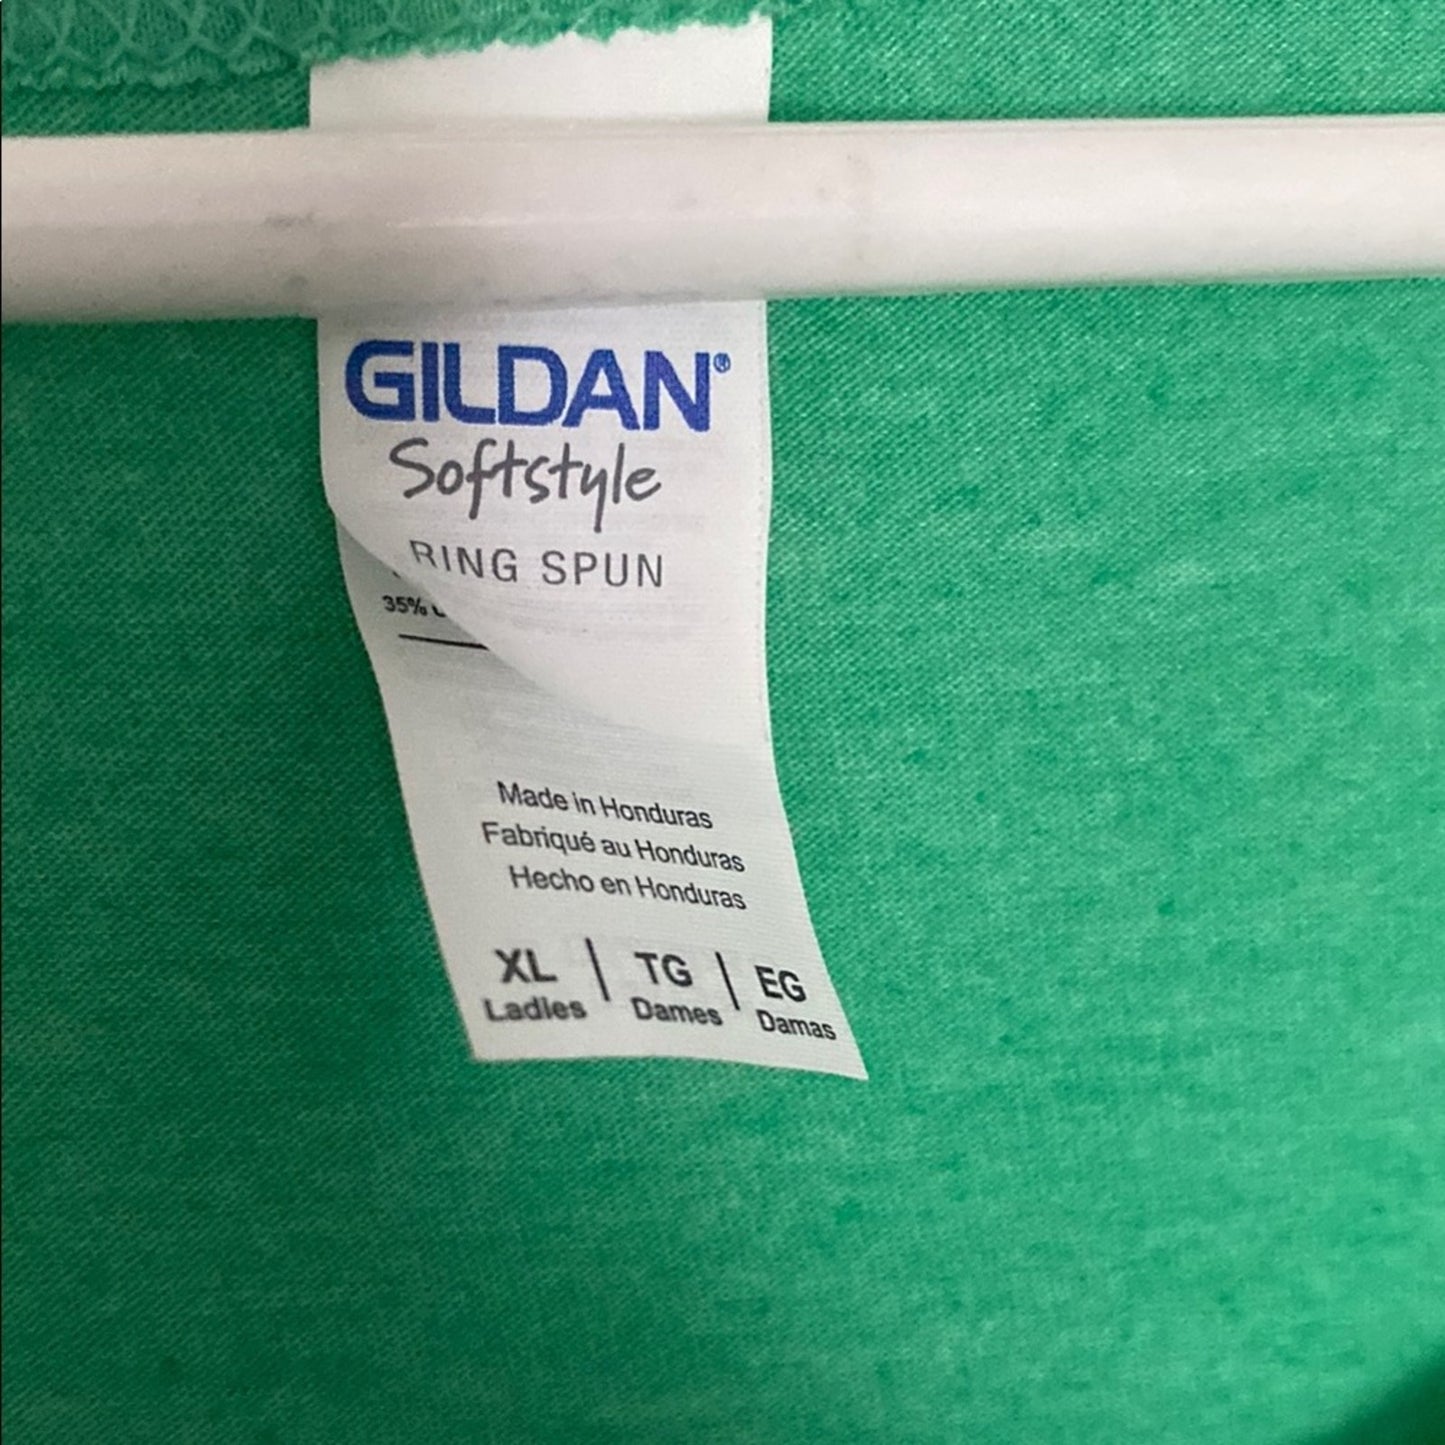 GILDAN®
Softstyle
RING SPUN
35%
Made in Honduras
Fabriqué au Honduras
Hecho en Honduras
XL | TG | EG
Ladies Dames Damas